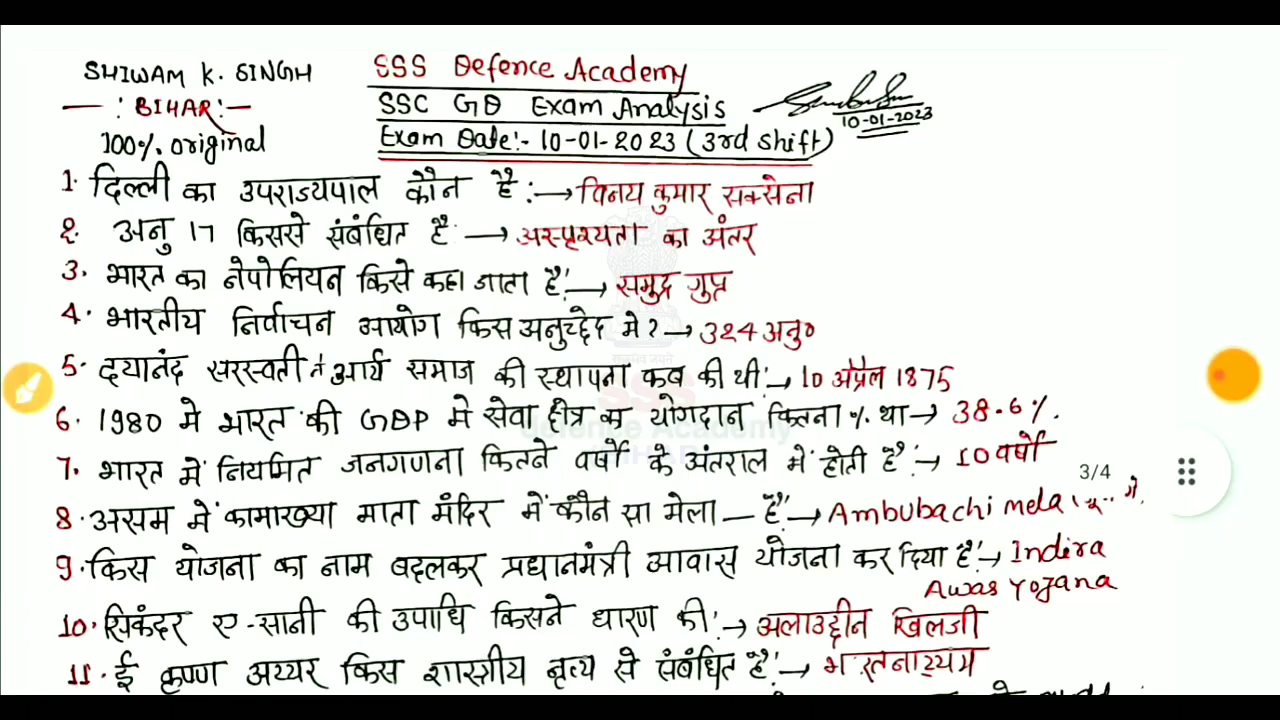 SHIWAM K. SINGH
—: BIHAR:—
100% original
SSS Defence Academy
SSC GD Exam Analysis
Exam Date:- 10-01-2023 (3rd Shift)
10-01-2023
1. दिल्ली का उपराज्यपाल कौन है :→ विनय कुमार सक्सेना
2. अनु 17 किससे संबंधित है → अस्पृश्यता का अंतर
3. भारत का नेपोलियन किसे कहा जाता है → समुद्र गुप्त
4. भारतीय निर्वाचन आयोग किस अनुच्छेद मे? → 324 अनु०
5. दयानंद सरस्वती ने आर्य समाज की स्थापना कब की थी → 10 अप्रैल 1875
6. 1980 मे भारत की GDP मे सेवा क्षेत्र का योगदान कितना % था → 38.6%.
7. भारत में नियमित जनगणना कितने वर्षो के अंतराल में होती है → 10 वर्षो
3/4
8. असम में कामाख्या माता मंदिर में कौन सा मेला — है → Ambubachi mela मे
9. किस योजना का नाम बदलकर प्रधानमंत्री आवास योजना कर दिया है → Indira
Awas Yojana
10. सिकंदर ए-सानी की उपाधि किसने धारण की → अलाउद्दीन खिलजी
11. ई कृष्ण अय्यर किस शास्त्रीय नृत्य से संबंधित है → भरतनाट्यम
SSS
Defence Academy
BIHAR